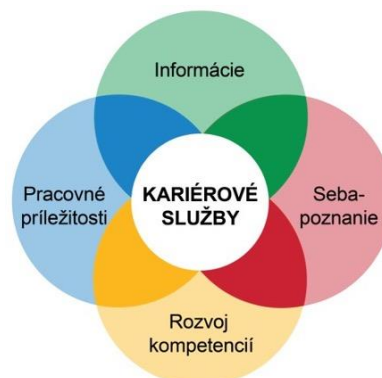 Informácie
Pracovné
príležitosti
KARIÉROVÉ
SLUŽBY
Seba-
poznanie
Rozvoj
kompetencií